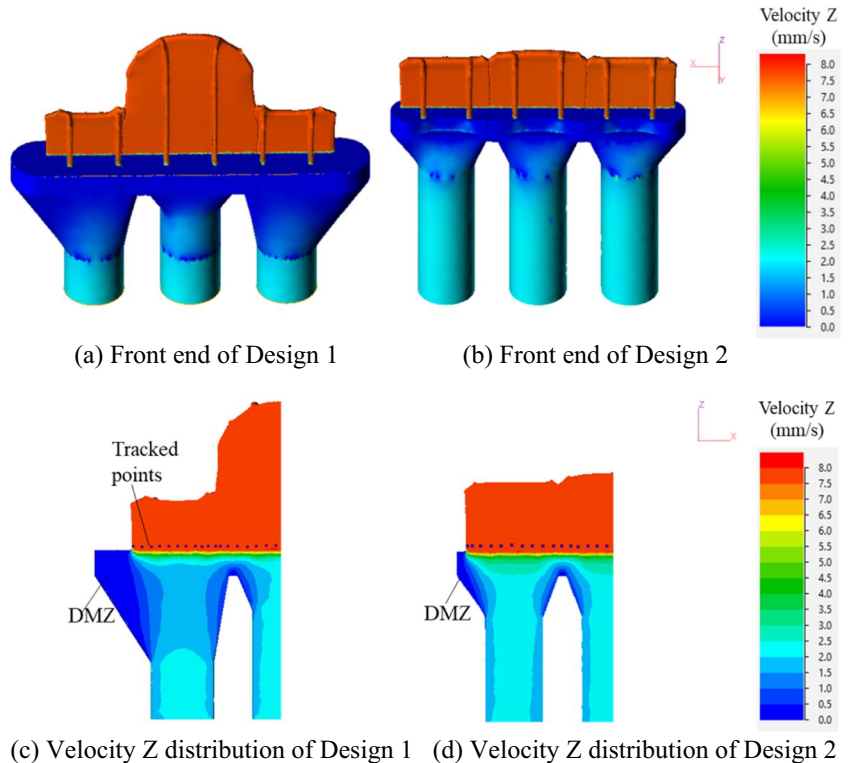 Velocity Z
(mm/s)
8.0
7.5
7.0
6.5
6.0
5.5
5.0
4.5
4.0
3.5
3.0
2.5
2.0
1.5
1.0
0.5
0.0
Z
X
Y
(a) Front end of Design 1
(b) Front end of Design 2
Velocity Z
(mm/s)
8.0
7.5
7.0
6.5
6.0
5.5
5.0
4.5
4.0
3.5
3.0
2.5
2.0
1.5
1.0
0.5
0.0
Z
X
Tracked
points
DMZ
DMZ
(c) Velocity Z distribution of Design 1
(d) Velocity Z distribution of Design 2